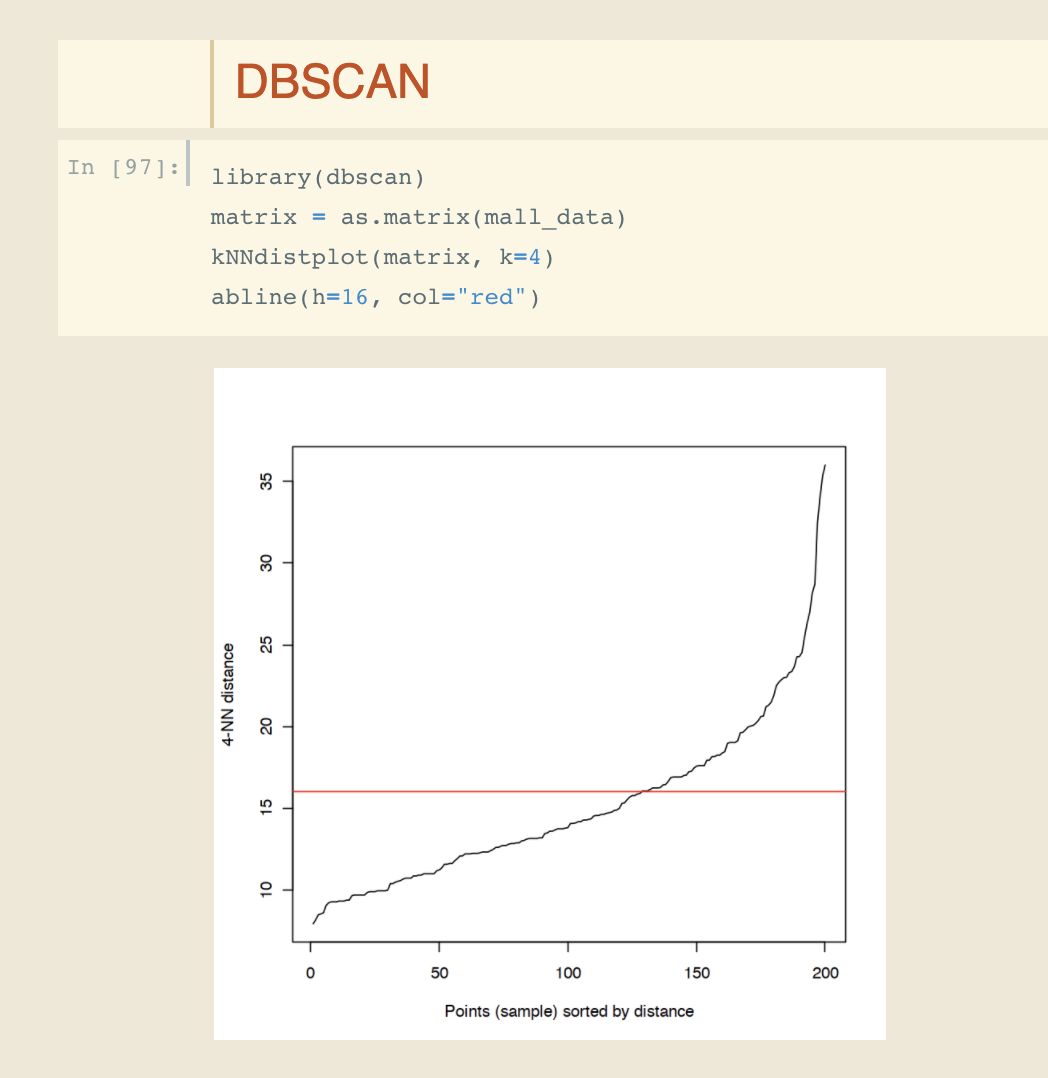 DBSCAN
In [97]:
library(dbscan)
matrix = as.matrix(mall_data)
kNNdistplot(matrix, k=4)
abline(h=16, col="red")
35
30
25
20
15
10
4-NN distance
0 50 100 150 200
Points (sample) sorted by distance